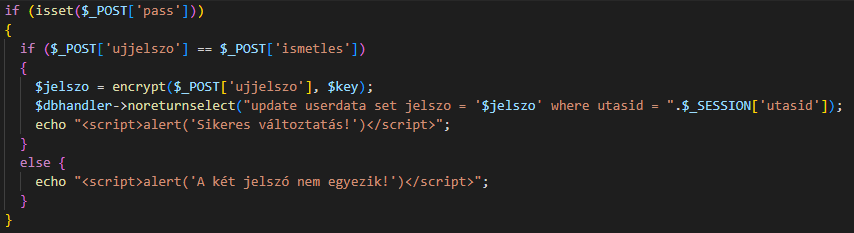 if (isset($_POST['pass']))
{
  if ($_POST['ujjelszo'] == $_POST['ismetles'])
  {
    $jelszo = encrypt($_POST['ujjelszo'], $key);
    $dbhandler->noreturnselect("update userdata set jelszo = '$jelszo' where utasid = ".$_SESSION['utasid']);
    echo "<script>alert('Sikeres változtatás!')</script>";
  }
  else {
    echo "<script>alert('A két jelszó nem egyezik!')</script>";
  }
}